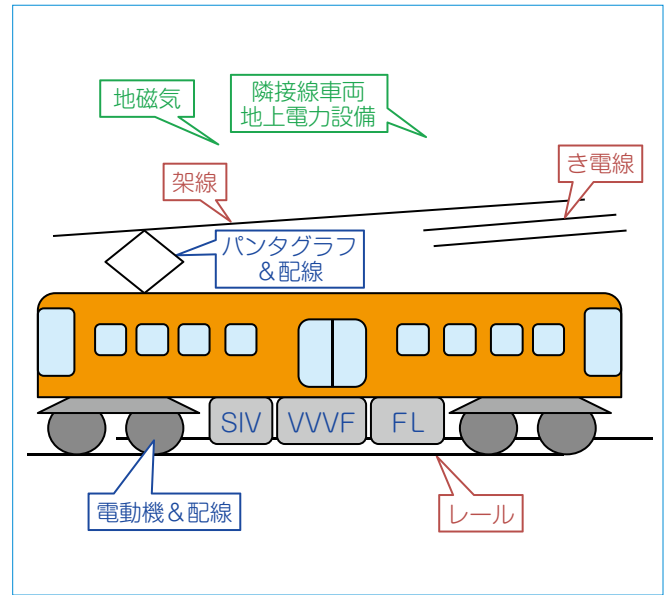 地磁気
隣接線車両
地上電力設備
架線
き電線
パンタグラフ
&配線
SIV
VVVF
FL
電動機&配線
レール